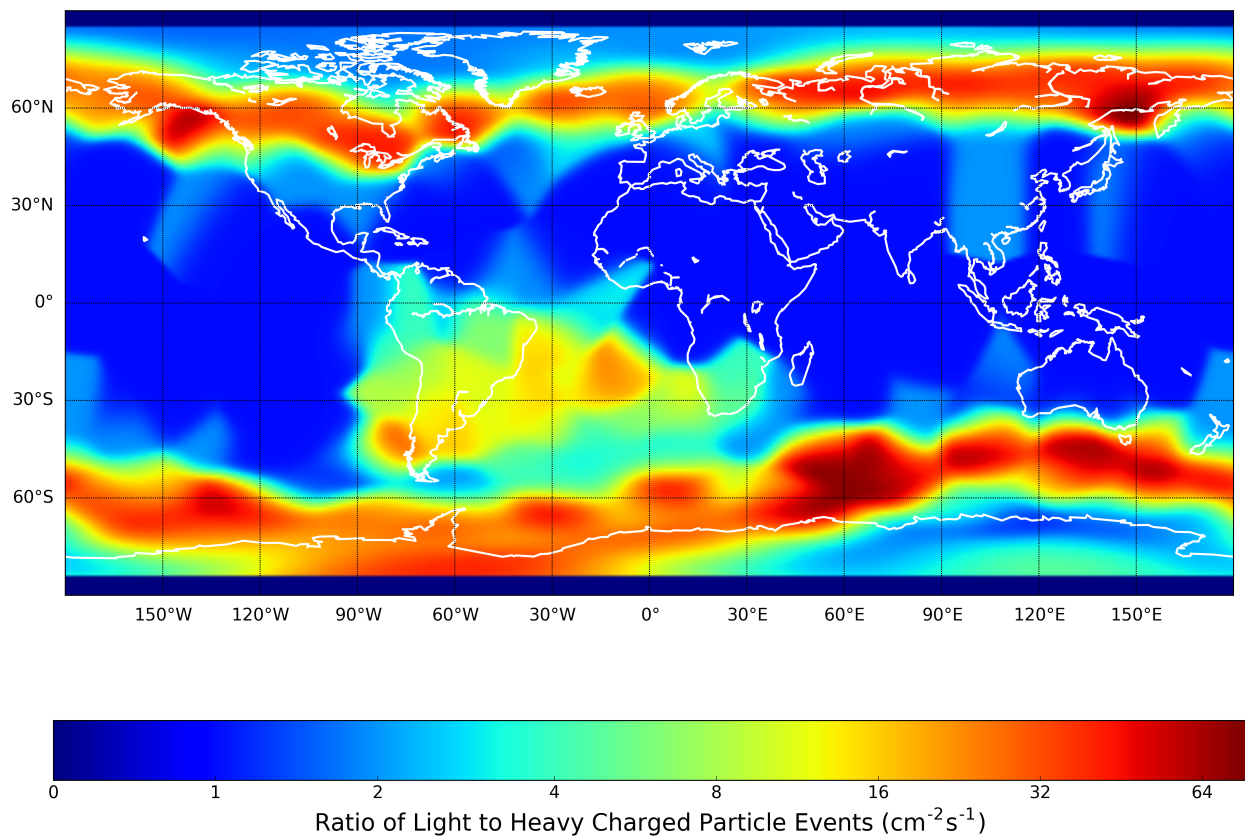 60°N
30°N
0°
30°S
60°S
150°W 120°W 90°W 60°W 30°W 0° 30°E 60°E 90°E 120°E 150°E
0 1 2 4 8 16 32 64
Ratio of Light to Heavy Charged Particle Events (cm⁻²s⁻¹)